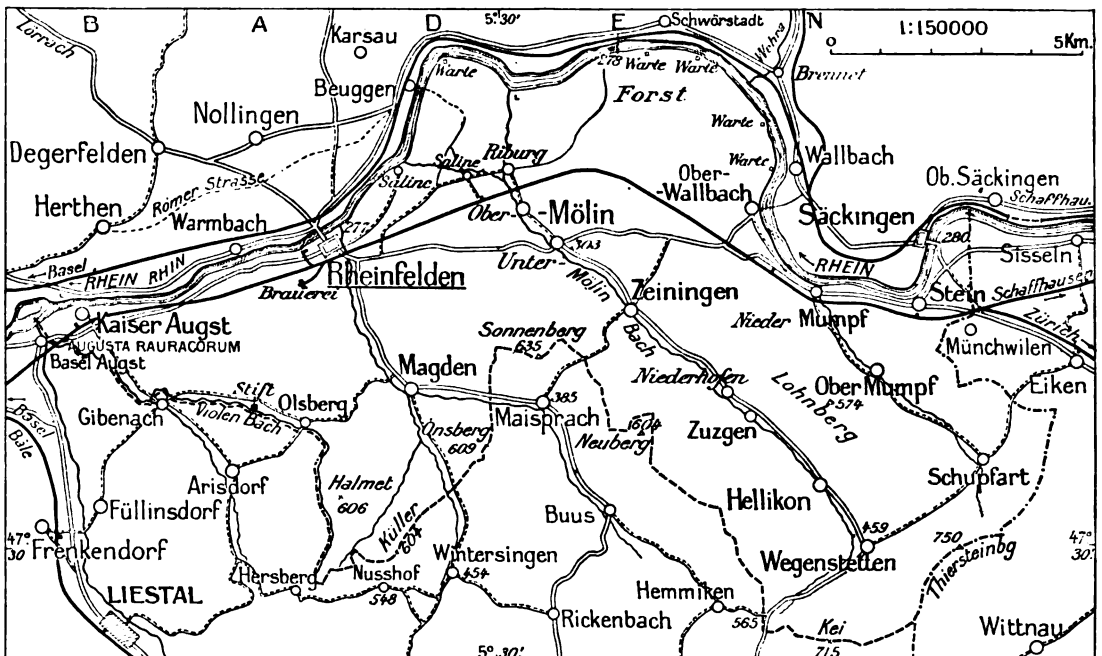 B A D 5°30' E N
1:150000
0 5Km.
Lörrach
Karsau
Schwörstadt
Wehra
Brennet
Beuggen
Warte
278 Warte Warte
Forst
Nollingen
Warte
Degerfelden
Warte
Wallbach
Saline
Riburg
Saline
Römer Strasse
Ober-
-Wallbach
Ob. Säckingen
Schaffhau.
Herthen
Warmbach
277
Ober- -Mölin
Säckingen
280
Sisseln
Basel
RHEIN RHIN
Rheinfelden
Brauerei
Unter-
Mölin
Bach
RHEIN
Zeiningen
Stein
Schaffhausen
Zürich
Nieder Mumpf
Kaiser Augst
AUGUSTA RAURACORUM
Basel Augst
Sonnenberg
635
Münchwilen
Magden
Niederhofen
Lohnberg
574
Ober Mumpf
Eiken
Stift
Olsberg
Violen Bach
Gibenach
385
Maisprach
Basel
Bâle
Önsberg
609
604
Neuberg
Zuzgen
Arisdorf
Halmet
606
Schupfart
Hellikon
Füllinsdorf
Buus
Küller
604
459
750
Thiersteinbg
47°
30'
Frenkendorf
47°
30'
Wintersingen
454
Wegenstetten
Hersberg
Nusshof
548
LIESTAL
Hemmiken
565
Rickenbach
Kei
715
Wittnau
5°30'